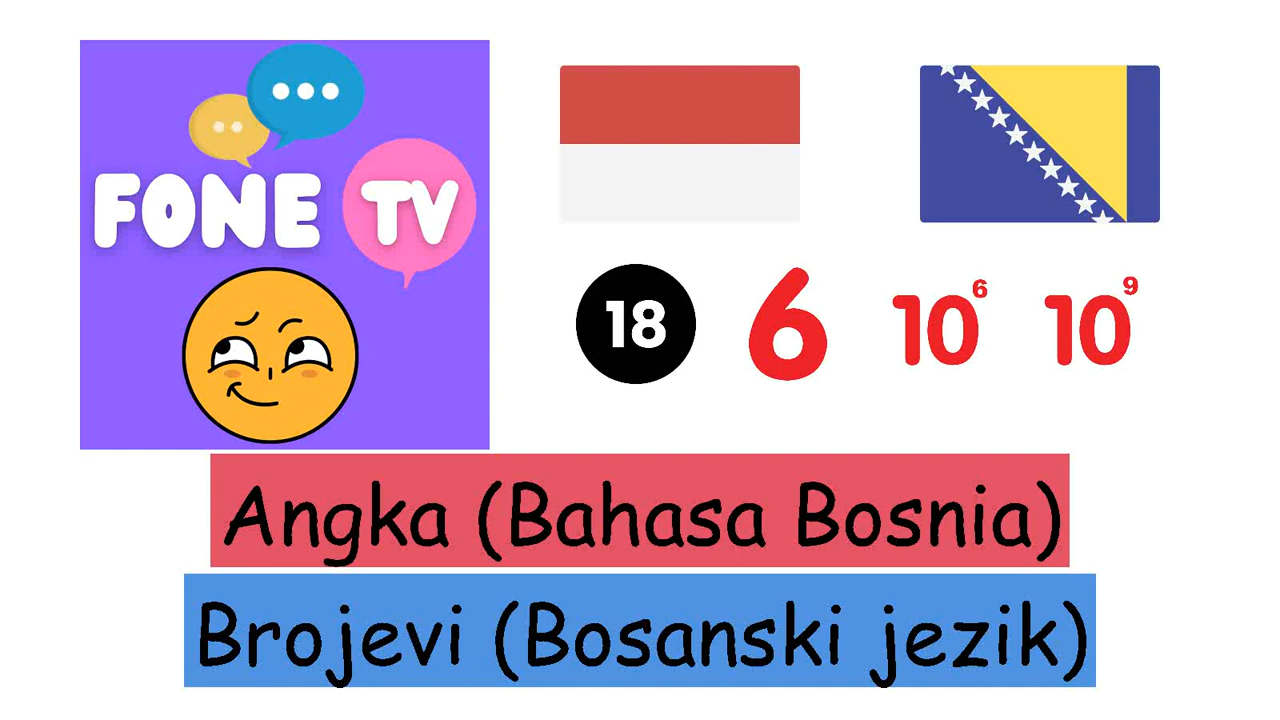 FONE TV
18 6 10⁶ 10⁹
Angka (Bahasa Bosnia)
Brojevi (Bosanski jezik)